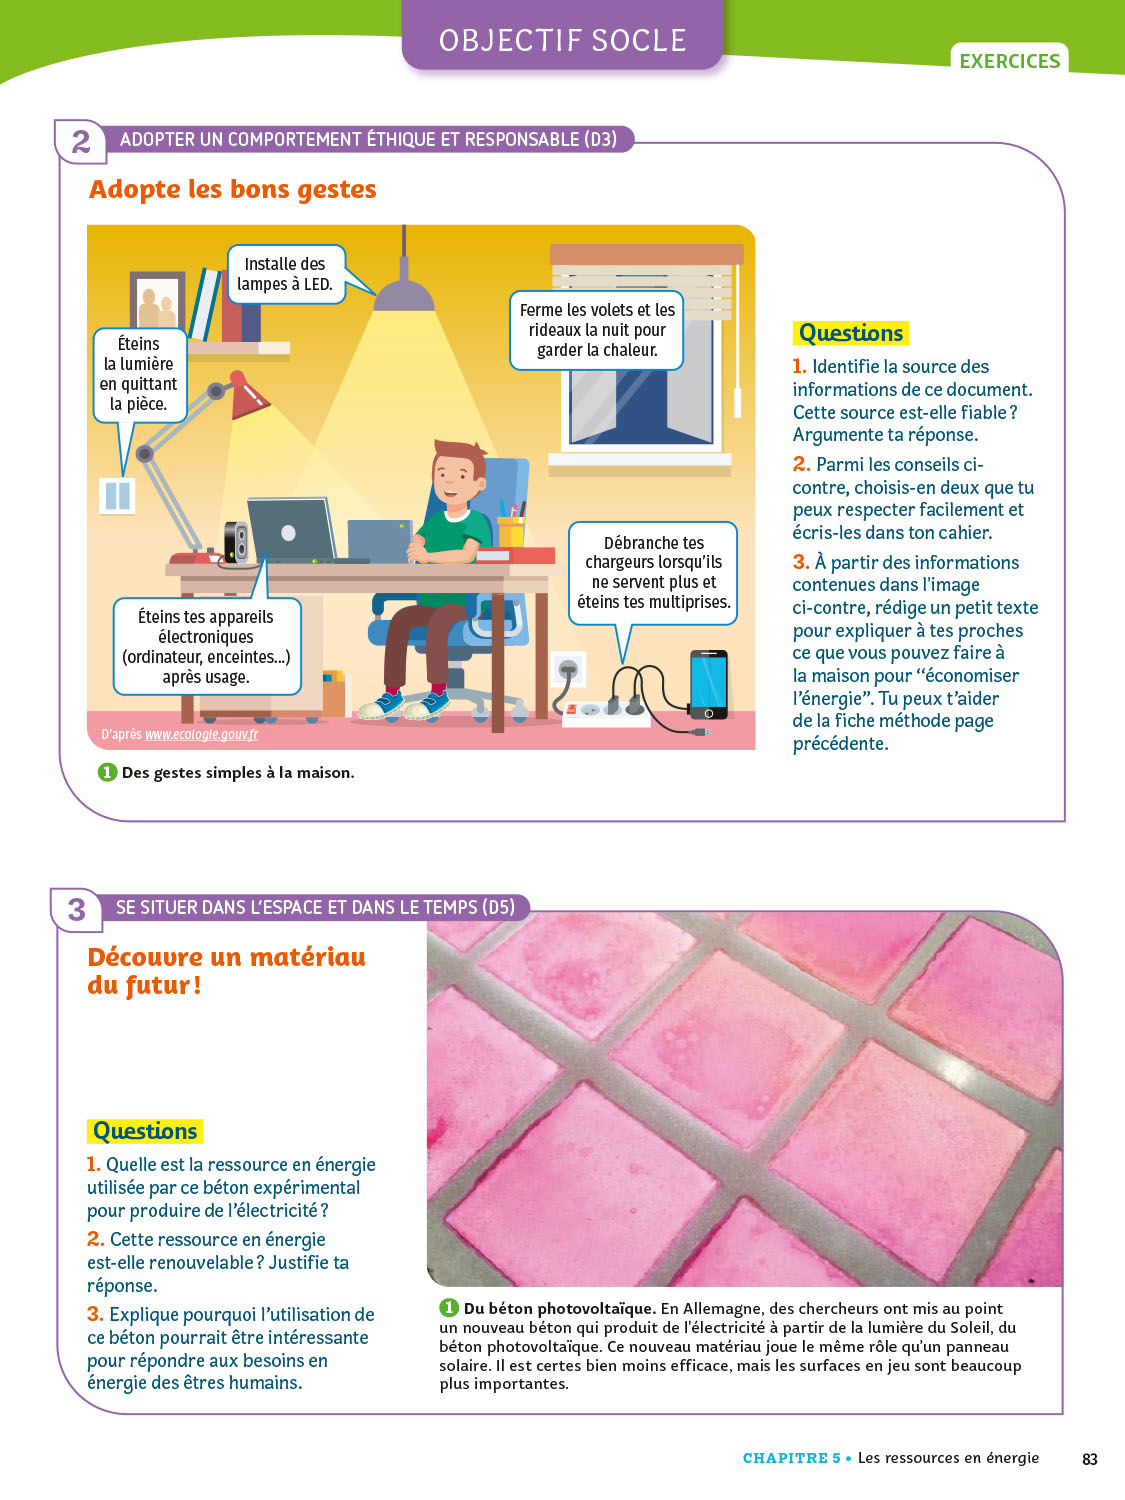 OBJECTIF SOCLE
EXERCICES
2
ADOPTER UN COMPORTEMENT ÉTHIQUE ET RESPONSABLE (D3)
Adopte les bons gestes
Installe des
lampes à LED.
Ferme les volets et les
rideaux la nuit pour
garder la chaleur.
Éteins
la lumière
en quittant
la pièce.
Débranche tes
chargeurs lorsqu'ils
ne servent plus et
éteins tes multiprises.
Éteins tes appareils
électroniques
(ordinateur, enceintes...)
après usage.
D'après www.ecologie.gouv.fr
1 Des gestes simples à la maison.
Questions
1. Identifie la source des
informations de ce document.
Cette source est-elle fiable ?
Argumente ta réponse.
2. Parmi les conseils ci-
contre, choisis-en deux que tu
peux respecter facilement et
écris-les dans ton cahier.
3. À partir des informations
contenues dans l'image
ci-contre, rédige un petit texte
pour expliquer à tes proches
ce que vous pouvez faire à
la maison pour “économiser
l'énergie”. Tu peux t'aider
de la fiche méthode page
précédente.
3
SE SITUER DANS L'ESPACE ET DANS LE TEMPS (D5)
Découvre un matériau
du futur !
Questions
1. Quelle est la ressource en énergie
utilisée par ce béton expérimental
pour produire de l'électricité ?
2. Cette ressource en énergie
est-elle renouvelable ? Justifie ta
réponse.
3. Explique pourquoi l'utilisation de
ce béton pourrait être intéressante
pour répondre aux besoins en
énergie des êtres humains.
1 Du béton photovoltaïque. En Allemagne, des chercheurs ont mis au point
un nouveau béton qui produit de l'électricité à partir de la lumière du Soleil, du
béton photovoltaïque. Ce nouveau matériau joue le même rôle qu'un panneau
solaire. Il est certes bien moins efficace, mais les surfaces en jeu sont beaucoup
plus importantes.
CHAPITRE 5 • Les ressources en énergie
83